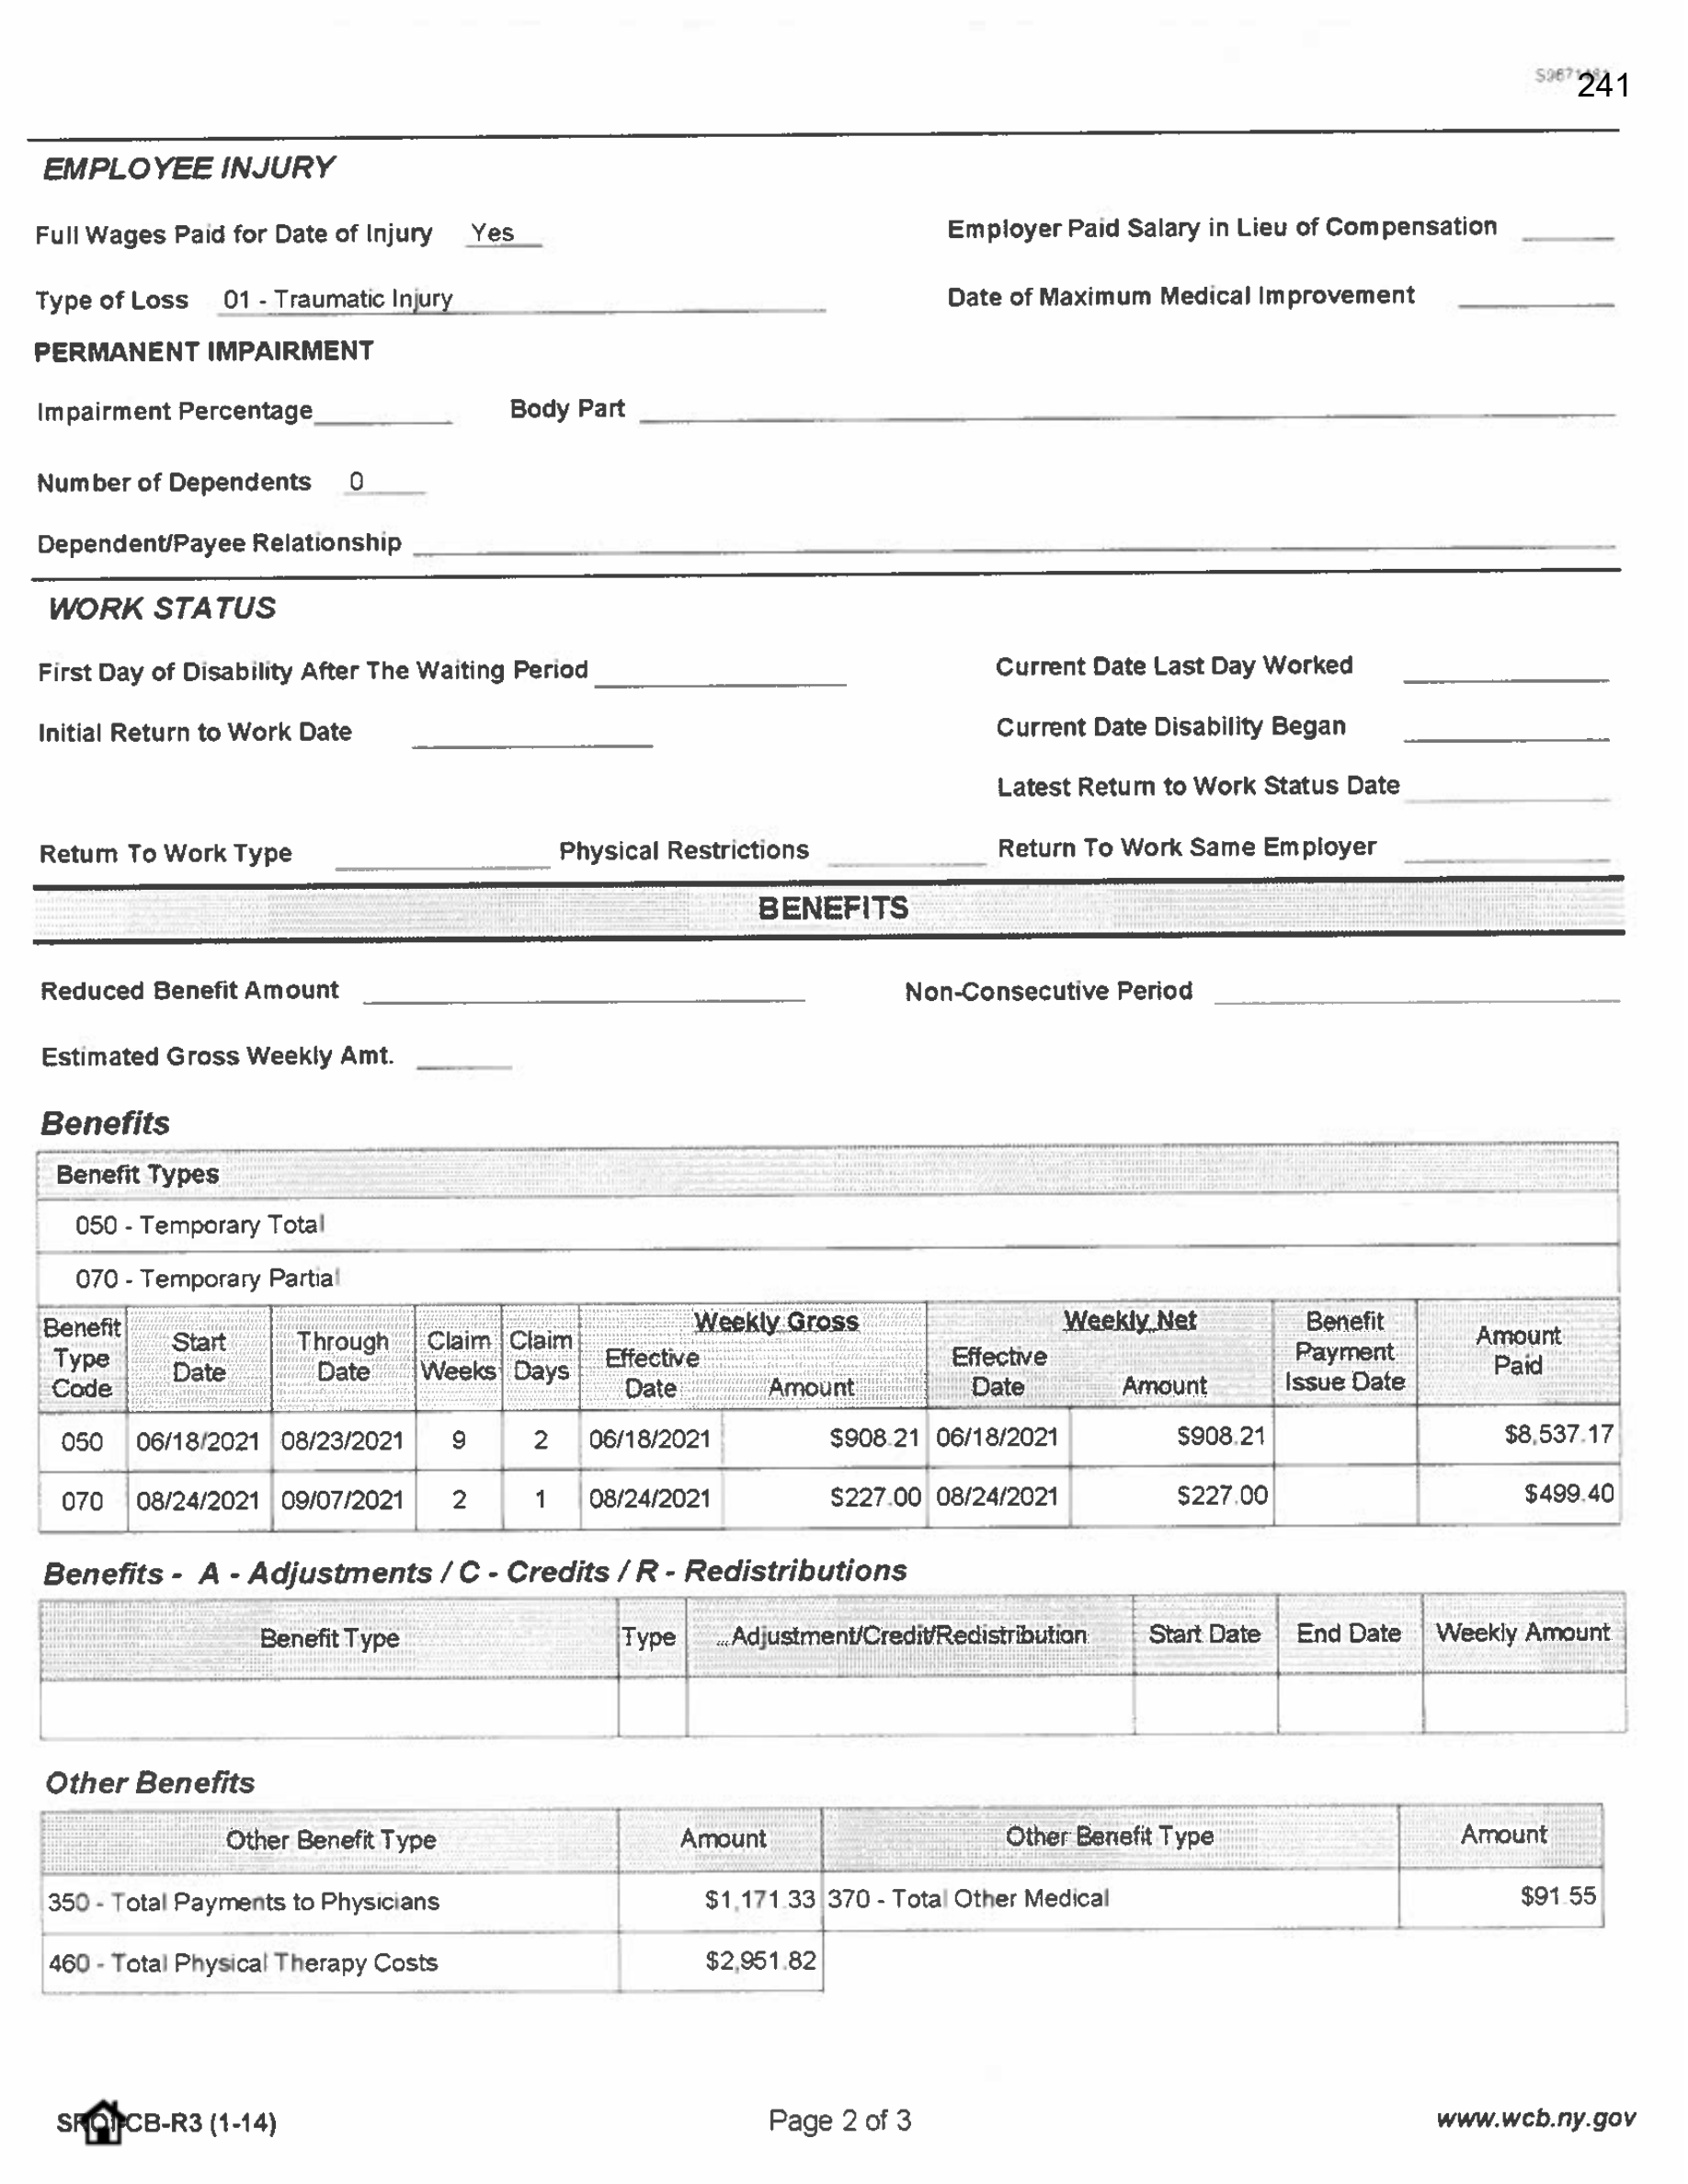 241
EMPLOYEE INJURY
Full Wages Paid for Date of Injury Yes Employer Paid Salary in Lieu of Compensation
Type of Loss 01 - Traumatic Injury Date of Maximum Medical Improvement
PERMANENT IMPAIRMENT
Impairment Percentage Body Part
Number of Dependents 0
Dependent/Payee Relationship
WORK STATUS
First Day of Disability After The Waiting Period Current Date Last Day Worked
Initial Return to Work Date Current Date Disability Began
Latest Return to Work Status Date
Return To Work Type Physical Restrictions Return To Work Same Employer
BENEFITS
Reduced Benefit Amount Non-Consecutive Period
Estimated Gross Weekly Amt.
Benefits
Benefit Types
050 - Temporary Total
070 - Temporary Partial
Benefit Type Code Start Date Through Date Claim Weeks Claim Days Weekly Gross Effective Date Amount Weekly Net Effective Date Amount Benefit Payment Issue Date Amount Paid
050 06/18/2021 08/23/2021 9 2 06/18/2021 $908.21 06/18/2021 $908.21 $8,537.17
070 08/24/2021 09/07/2021 2 1 08/24/2021 $227.00 08/24/2021 $227.00 $499.40
Benefits - A - Adjustments / C - Credits / R - Redistributions
Benefit Type Type Adjustment/Credit/Redistribution Start Date End Date Weekly Amount
Other Benefits
Other Benefit Type Amount Other Benefit Type Amount
350 - Total Payments to Physicians $1,171.33 370 - Total Other Medical $91.55
460 - Total Physical Therapy Costs $2,951.82
CB-R3 (1-14) Page 2 of 3 www.wcb.ny.gov